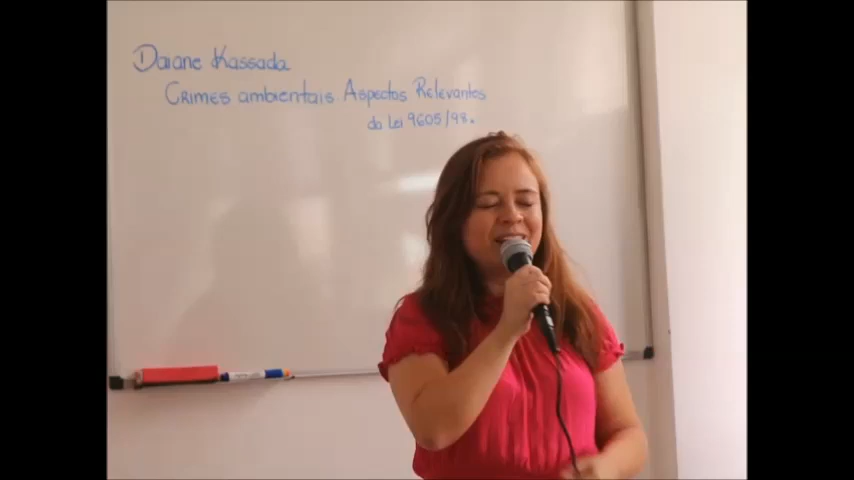 Daiane Kassada
Crimes ambientais Aspectos Relevantes
da Lei 9605/98.